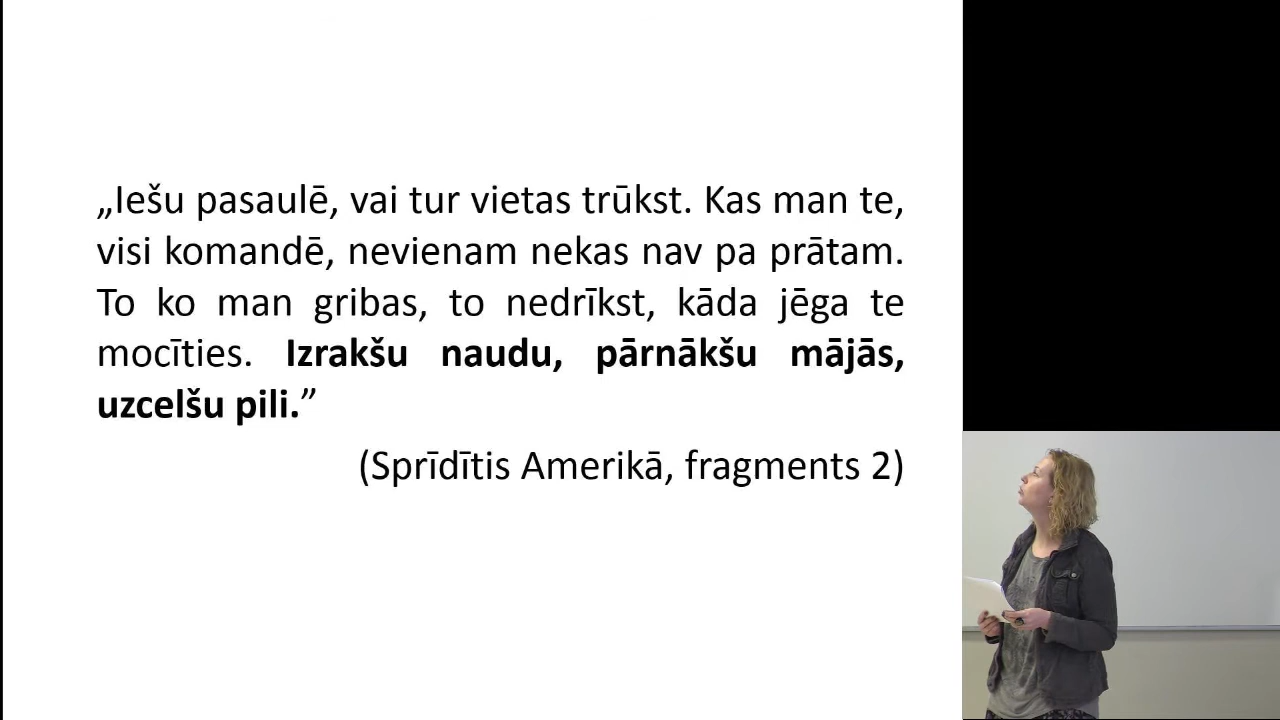 „Iešu pasaulē, vai tur vietas trūkst. Kas man te,
visi komandē, nevienam nekas nav pa prātam.
To ko man gribas, to nedrīkst, kāda jēga te
mocīties. Izrakšu naudu, pārnākšu mājās,
uzcelšu pili.”
(Sprīdītis Amerikā, fragments 2)